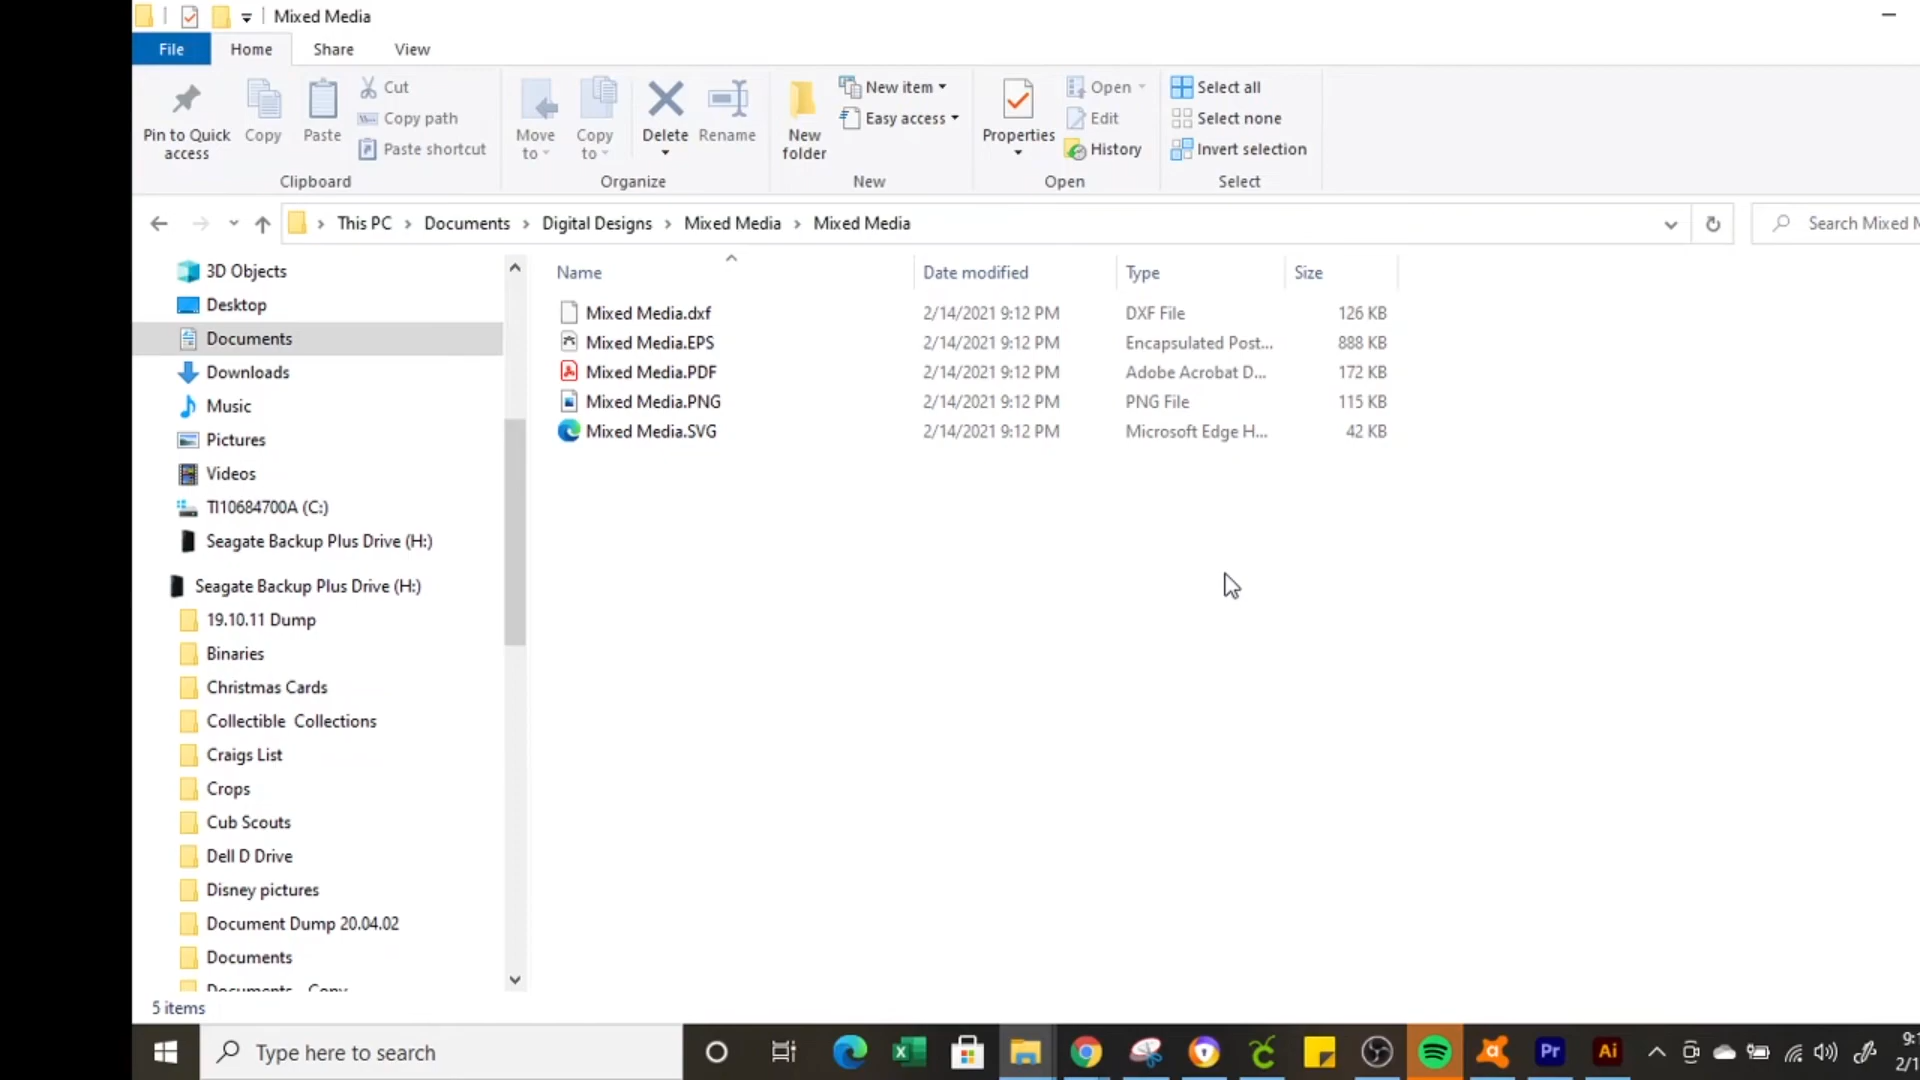 Mixed Media
File Home Share View
Pin to Quick access
Copy
Paste
Cut
Copy path
Paste shortcut
Clipboard
Move to
Copy to
Delete
Rename
Organize
New folder
New item
Easy access
New
Properties
Open
Edit
History
Open
Select all
Select none
Invert selection
Select
This PC > Documents > Digital Designs > Mixed Media > Mixed Media
Search Mixed
3D Objects
Desktop
Documents
Downloads
Music
Pictures
Videos
TI10684700A (C:)
Seagate Backup Plus Drive (H:)
Seagate Backup Plus Drive (H:)
19.10.11 Dump
Binaries
Christmas Cards
Collectible  Collections
Craigs List
Crops
Cub Scouts
Dell D Drive
Disney pictures
Document Dump 20.04.02
Documents
Documents - Copy
Name Date modified Type Size
Mixed Media.dxf 2/14/2021 9:12 PM DXF File 126 KB
Mixed Media.EPS 2/14/2021 9:12 PM Encapsulated Post... 888 KB
Mixed Media.PDF 2/14/2021 9:12 PM Adobe Acrobat D... 172 KB
Mixed Media.PNG 2/14/2021 9:12 PM PNG File 115 KB
Mixed Media.SVG 2/14/2021 9:12 PM Microsoft Edge H... 42 KB
5 items
Type here to search
Pr
Ai